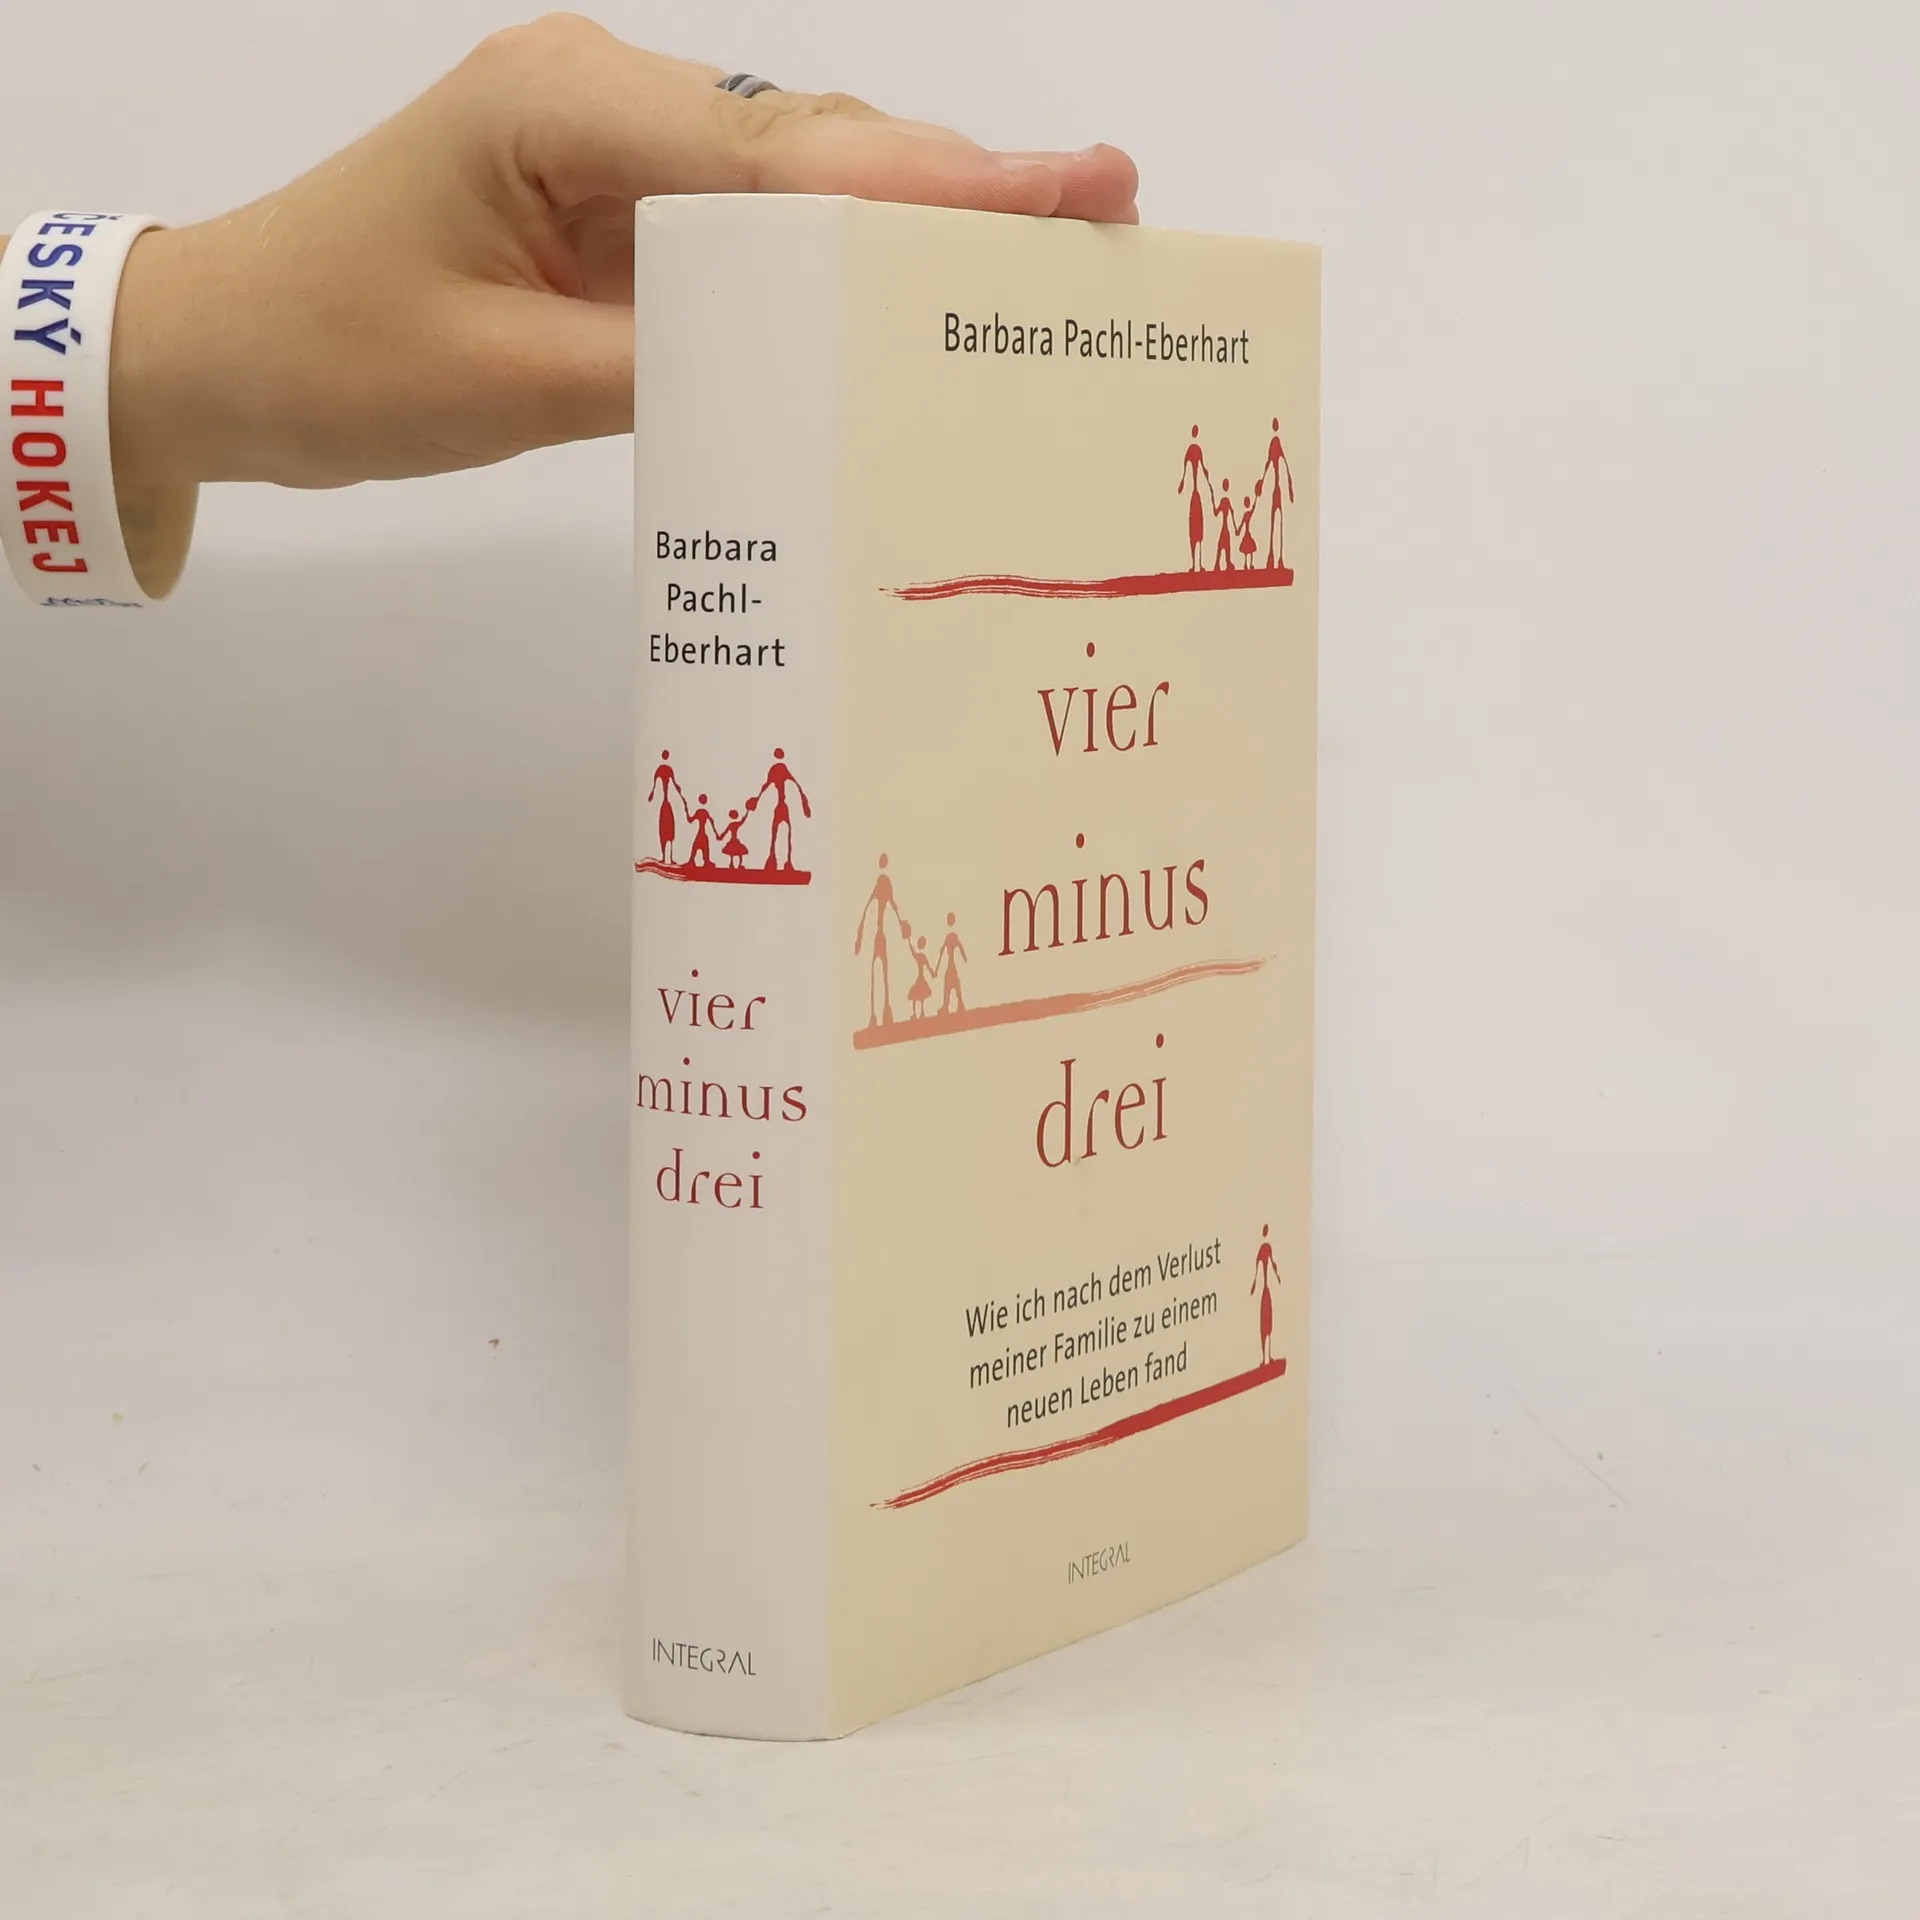 ČESKÝ HOKEJ
Barbara
Pachl-
Eberhart
vier
minus
drei
INTEGRAL
Barbara Pachl-Eberhart
vier
minus
drei
Wie ich nach dem Verlust
meiner Familie zu einem
neuen Leben fand
INTEGRAL